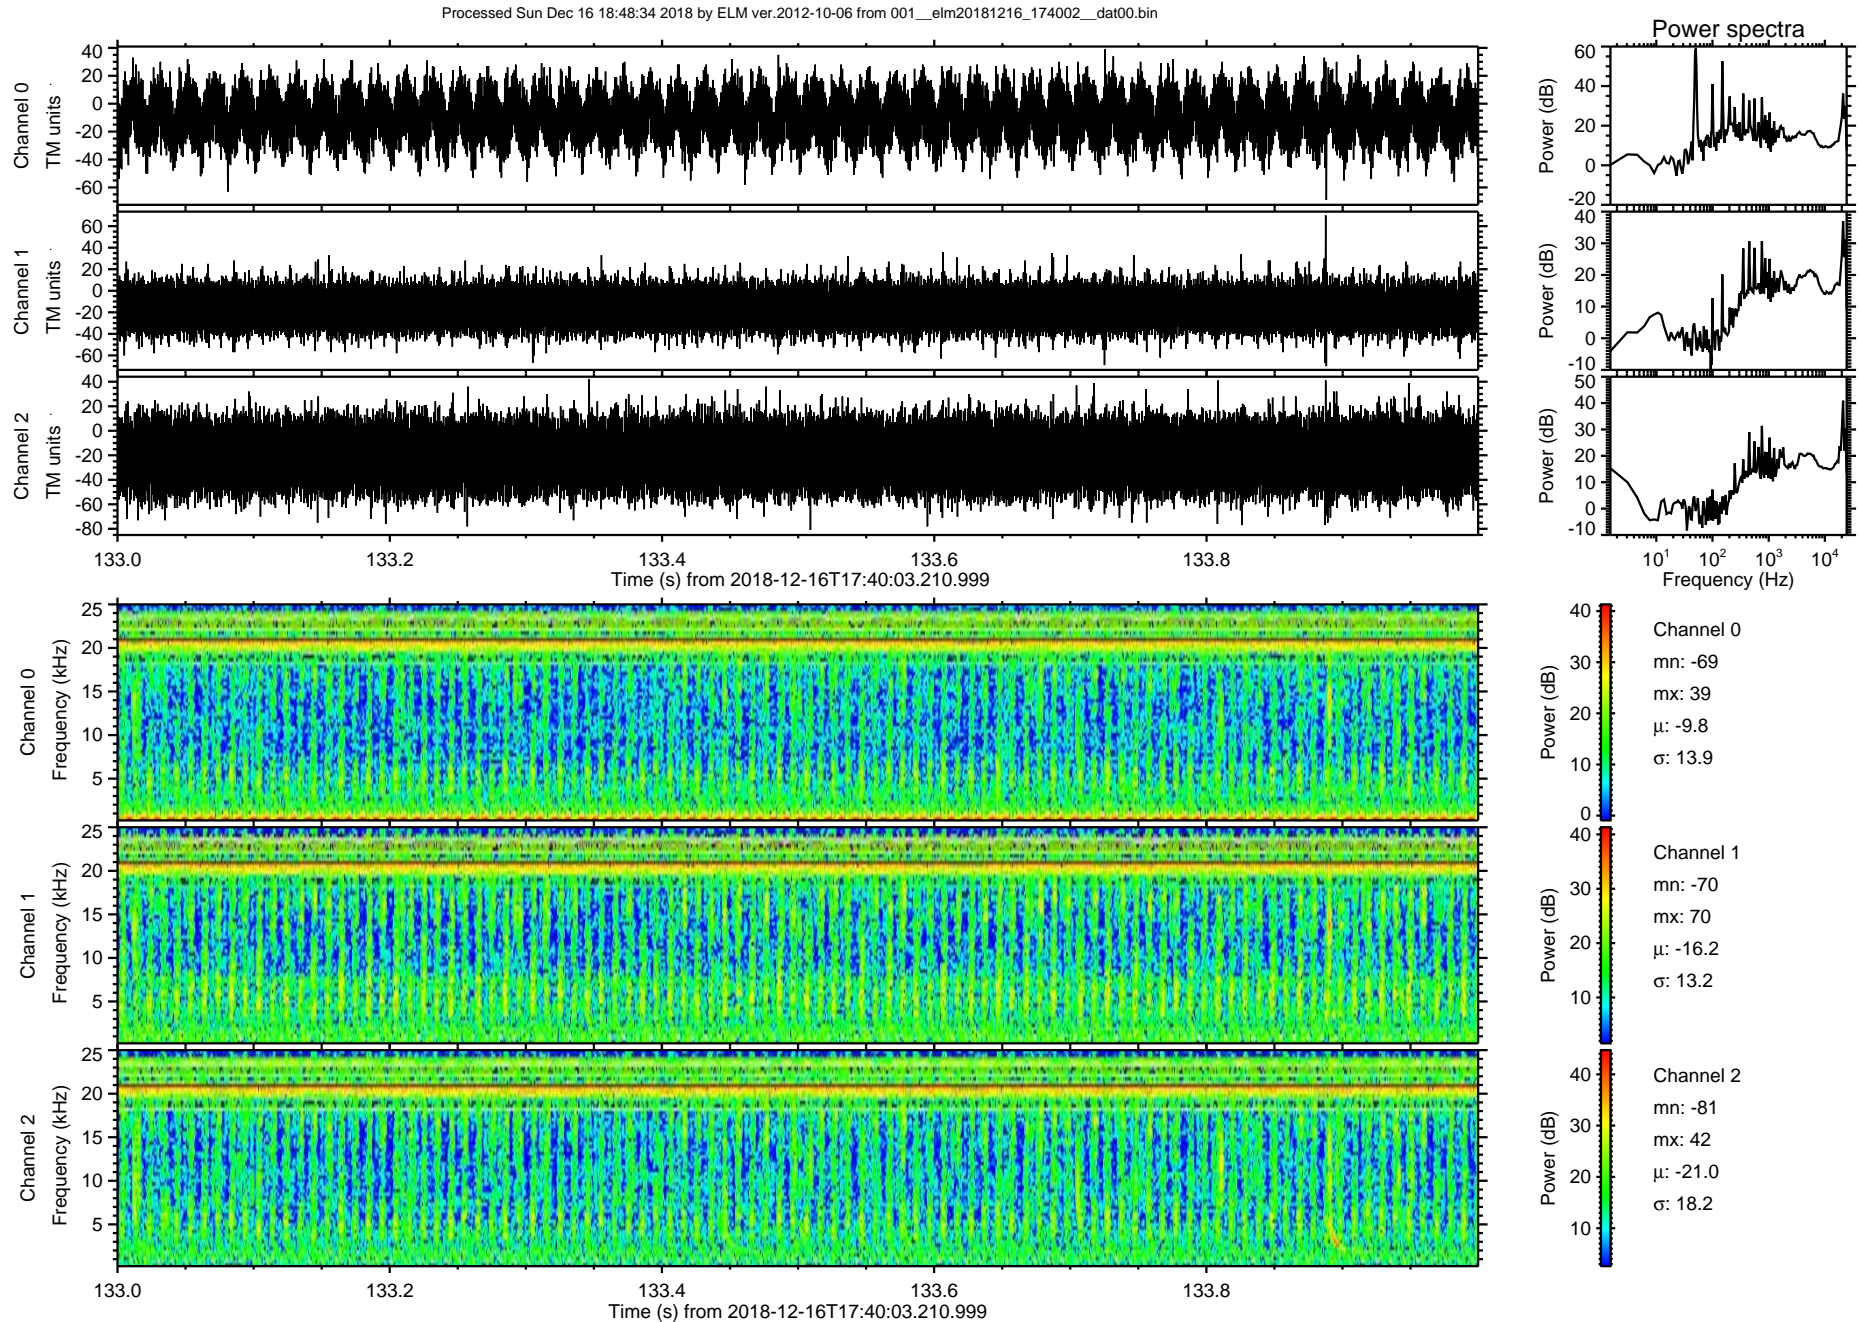 Processed Sun Dec 16 18:48:34 2018 by ELM ver.2012-10-06 from 001__elm20181216_174002__dat00.bin
Power spectra
Channel 0
TM units
40
20
0
-20
-40
-60
Power (dB)
60
40
20
0
-20
Channel 1
TM units
60
40
20
0
-20
-40
-60
Power (dB)
40
30
20
10
0
-10
Channel 2
TM units
40
20
0
-20
-40
-60
-80
Power (dB)
50
40
30
20
10
0
-10
133.0 133.2 133.4 133.6 133.8
Time (s) from 2018-12-16T17:40:03.210.999
10^1 10^2 10^3 10^4
Frequency (Hz)
Channel 0
Frequency (kHz)
25
20
15
10
5
Power (dB)
40
30
20
10
0
Channel 0
mn: -69
mx: 39
μ: -9.8
σ: 13.9
Channel 1
Frequency (kHz)
25
20
15
10
5
Power (dB)
40
30
20
10
Channel 1
mn: -70
mx: 70
μ: -16.2
σ: 13.2
Channel 2
Frequency (kHz)
25
20
15
10
5
Power (dB)
40
30
20
10
Channel 2
mn: -81
mx: 42
μ: -21.0
σ: 18.2
133.0 133.2 133.4 133.6 133.8
Time (s) from 2018-12-16T17:40:03.210.999